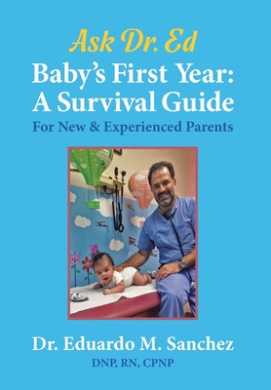 Ask Dr. Ed
Baby's First Year:
A Survival Guide
For New & Experienced Parents
Dr. Eduardo M. Sanchez
DNP, RN, CPNP